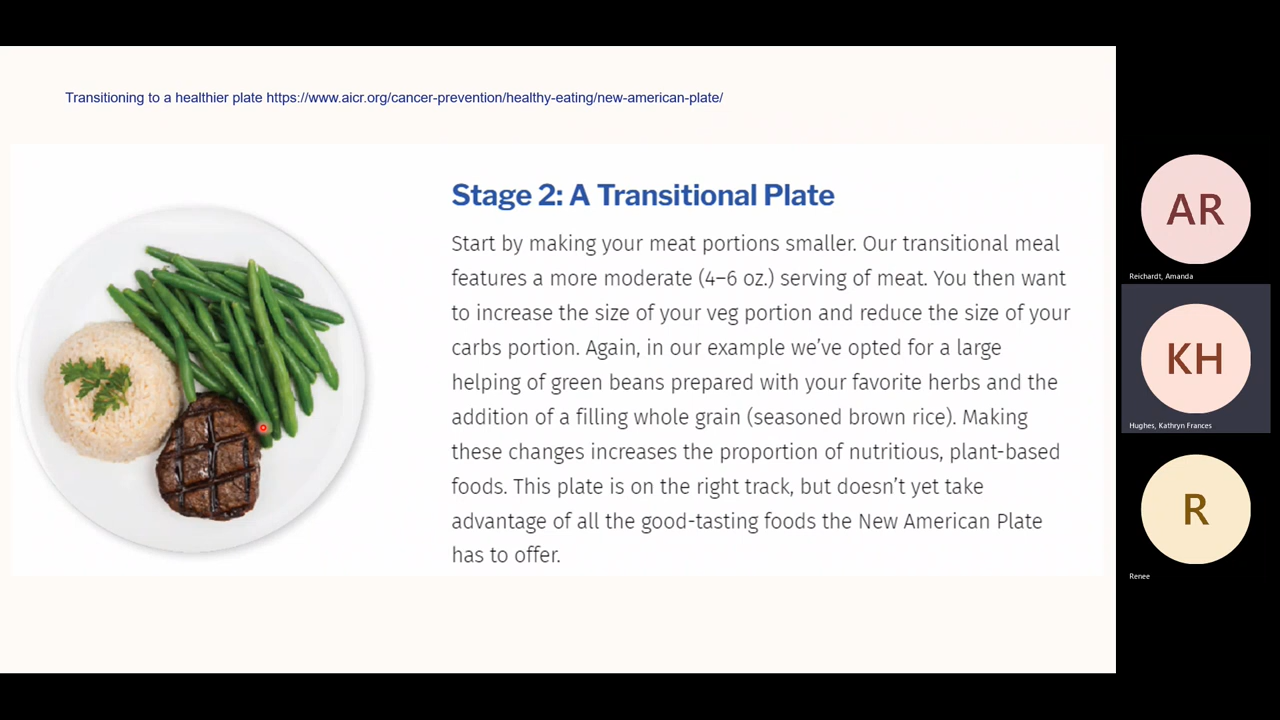 Transitioning to a healthier plate https://www.aicr.org/cancer-prevention/healthy-eating/new-american-plate/
Stage 2: A Transitional Plate
Start by making your meat portions smaller. Our transitional meal
features a more moderate (4–6 oz.) serving of meat. You then want
to increase the size of your veg portion and reduce the size of your
carbs portion. Again, in our example we’ve opted for a large
helping of green beans prepared with your favorite herbs and the
addition of a filling whole grain (seasoned brown rice). Making
these changes increases the proportion of nutritious, plant-based
foods. This plate is on the right track, but doesn’t yet take
advantage of all the good-tasting foods the New American Plate
has to offer.
AR
Reichardt, Amanda
KH
Hughes, Kathryn Frances
R
Renee